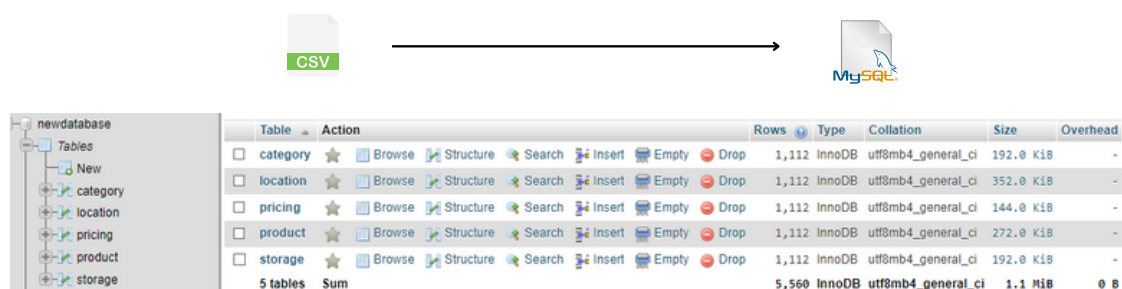 CSV
MySQL
newdatabase
Tables
New
category
location
pricing
product
storage
Table Action Rows Type Collation Size Overhead
category Browse Structure Search Insert Empty Drop 1,112 InnoDB utf8mb4_general_ci 192.0 KiB -
location Browse Structure Search Insert Empty Drop 1,112 InnoDB utf8mb4_general_ci 352.0 KiB -
pricing Browse Structure Search Insert Empty Drop 1,112 InnoDB utf8mb4_general_ci 144.0 KiB -
product Browse Structure Search Insert Empty Drop 1,112 InnoDB utf8mb4_general_ci 272.0 KiB -
storage Browse Structure Search Insert Empty Drop 1,112 InnoDB utf8mb4_general_ci 192.0 KiB -
5 tables Sum 5,560 InnoDB utf8mb4_general_ci 1.1 MiB 0 B